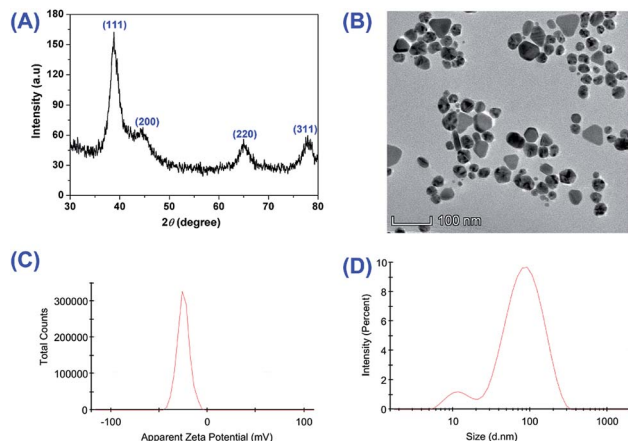 (A)
180
150
120
90
60
30
Intensity (a.u)
(111)
(200)
(220)
(311)
30 40 50 60 70 80
2θ (degree)
(B)
100 nm
(C)
300000
200000
100000
0
Total Counts
-100 0 100
Apparent Zeta Potential (mV)
(D)
10
8
6
4
2
0
Intensity (Percent)
10 100 1000
Size (d.nm)